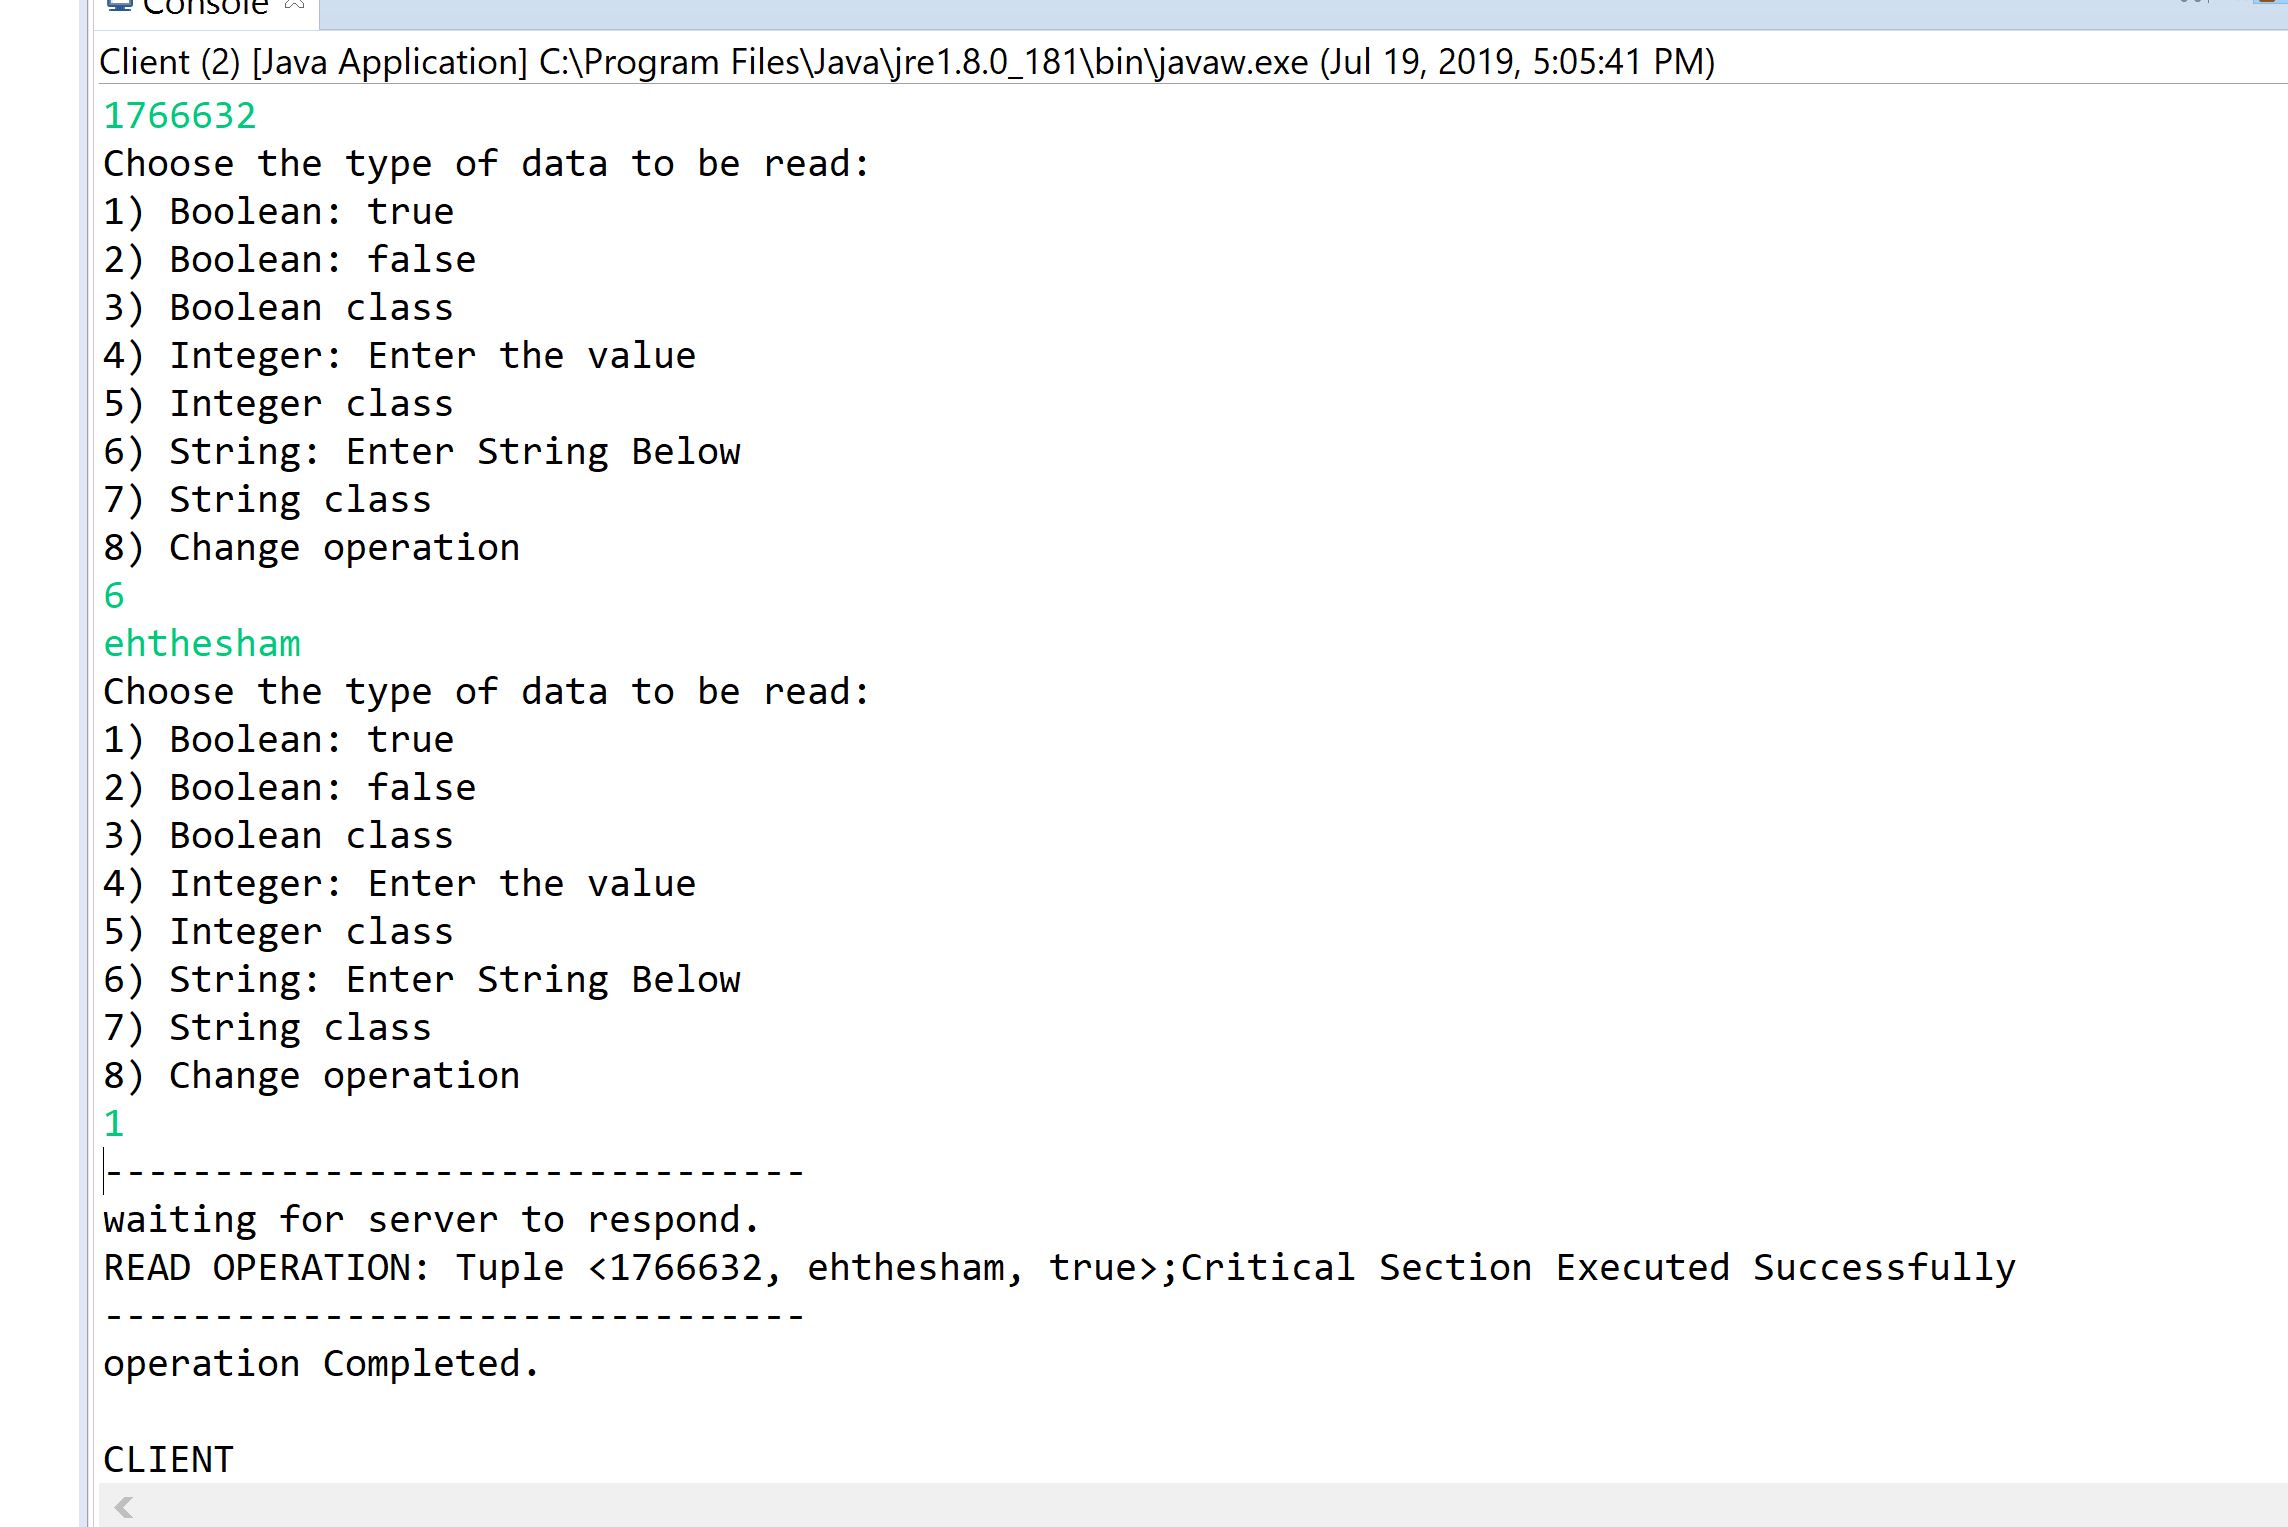 Console
Client (2) [Java Application] C:\Program Files\Java\jre1.8.0_181\bin\javaw.exe (Jul 19, 2019, 5:05:41 PM)
1766632
Choose the type of data to be read:
1) Boolean: true
2) Boolean: false
3) Boolean class
4) Integer: Enter the value
5) Integer class
6) String: Enter String Below
7) String class
8) Change operation
6
ehthesham
Choose the type of data to be read:
1) Boolean: true
2) Boolean: false
3) Boolean class
4) Integer: Enter the value
5) Integer class
6) String: Enter String Below
7) String class
8) Change operation
1
--------------------------------
waiting for server to respond.
READ OPERATION: Tuple <1766632, ehthesham, true>;Critical Section Executed Successfully
--------------------------------
operation Completed.
CLIENT